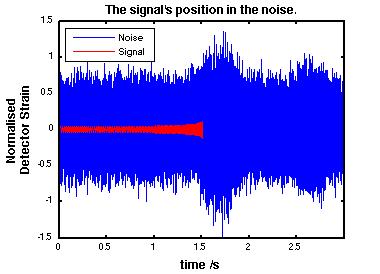 The signal's position in the noise.
Noise
Signal
Normalised
Detector Strain
1.5
1
0.5
0
-0.5
-1
-1.5
0
0.5
1
1.5
2
2.5
time /s